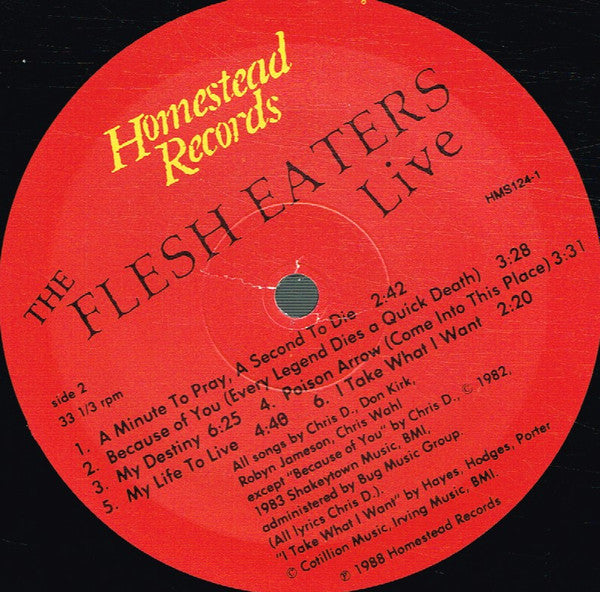 Homestead
Records
THE FLESH EATERS
Live
HMS124-1
side 2
33 1/3 rpm
1. A Minute To Pray, A Second To Die 2:42
2. Because of You (Every Legend Dies a Quick Death) 3:28
3. My Destiny 6:25 4. Poison Arrow (Come Into This Place) 3:31
5. My Life To Live 6. I Take What I Want 2:20
All songs by Chris D., Don Kirk,
Robyn Jameson, Chris Wahl
except "Because of You" by Chris D., © 1982,
1983 Shakeytown Music, BMI,
administered by Bug Music Group.
(All lyrics Chris D.).
"I Take What I Want" by Hayes, Hodges, Porter
© Cotillion Music, Irving Music, BMI.
℗ 1988 Homestead Records